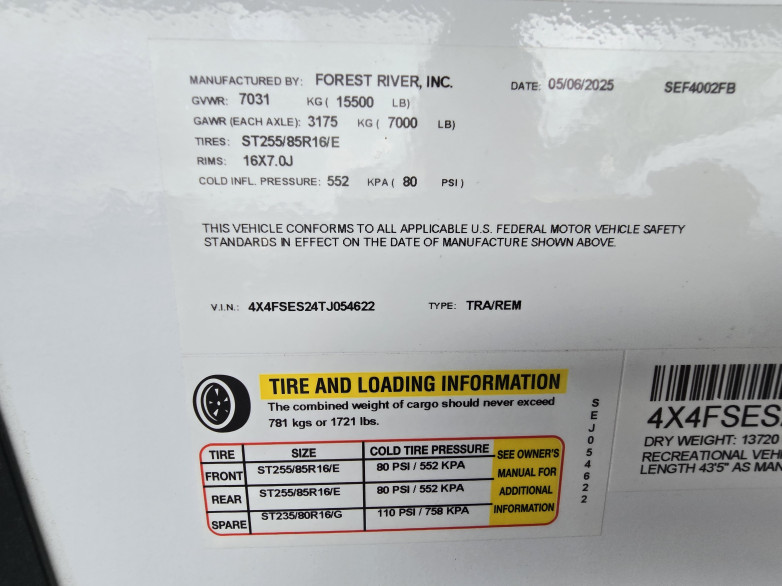 MANUFACTURED BY: FOREST RIVER, INC. DATE: 05/06/2025 SEF4002FB
GVWR: 7031 KG ( 15500 LB)
GAWR (EACH AXLE): 3175 KG ( 7000 LB)
TIRES: ST255/85R16/E
RIMS: 16X7.0J
COLD INFL. PRESSURE: 552 KPA ( 80 PSI )
THIS VEHICLE CONFORMS TO ALL APPLICABLE U.S. FEDERAL MOTOR VEHICLE SAFETY
STANDARDS IN EFFECT ON THE DATE OF MANUFACTURE SHOWN ABOVE.
V.I.N.: 4X4FSES24TJ054622 TYPE: TRA/REM
TIRE AND LOADING INFORMATION
The combined weight of cargo should never exceed
781 kgs or 1721 lbs.
TIRE SIZE COLD TIRE PRESSURE
FRONT ST255/85R16/E 80 PSI / 552 KPA
REAR ST255/85R16/E 80 PSI / 552 KPA
SPARE ST235/80R16/G 110 PSI / 758 KPA
SEE OWNER'S
MANUAL FOR
ADDITIONAL
INFORMATION
SEJ054622
4X4FSES
DRY WEIGHT: 13720
RECREATIONAL VEHI
LENGTH 43'5" AS MAN